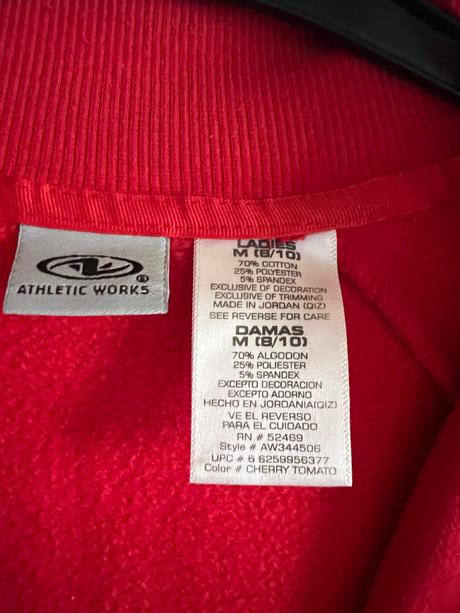 ATHLETIC WORKS
®
LADIES
M (8/10)
70% COTTON
25% POLYESTER
5% SPANDEX
EXCLUSIVE OF DECORATION
EXCLUSIVE OF TRIMMING
MADE IN JORDAN (QIZ)
SEE REVERSE FOR CARE
DAMAS
M (8/10)
70% ALGODON
25% POLIESTER
5% SPANDEX
EXCEPTO DECORACION
EXCEPTO ADORNO
HECHO EN JORDANIA(QIZ)
VE EL REVERSO
PARA EL CUIDADO
RN # 52469
Style # AW344506
UPC # 6 6259956377
Color # CHERRY TOMATO